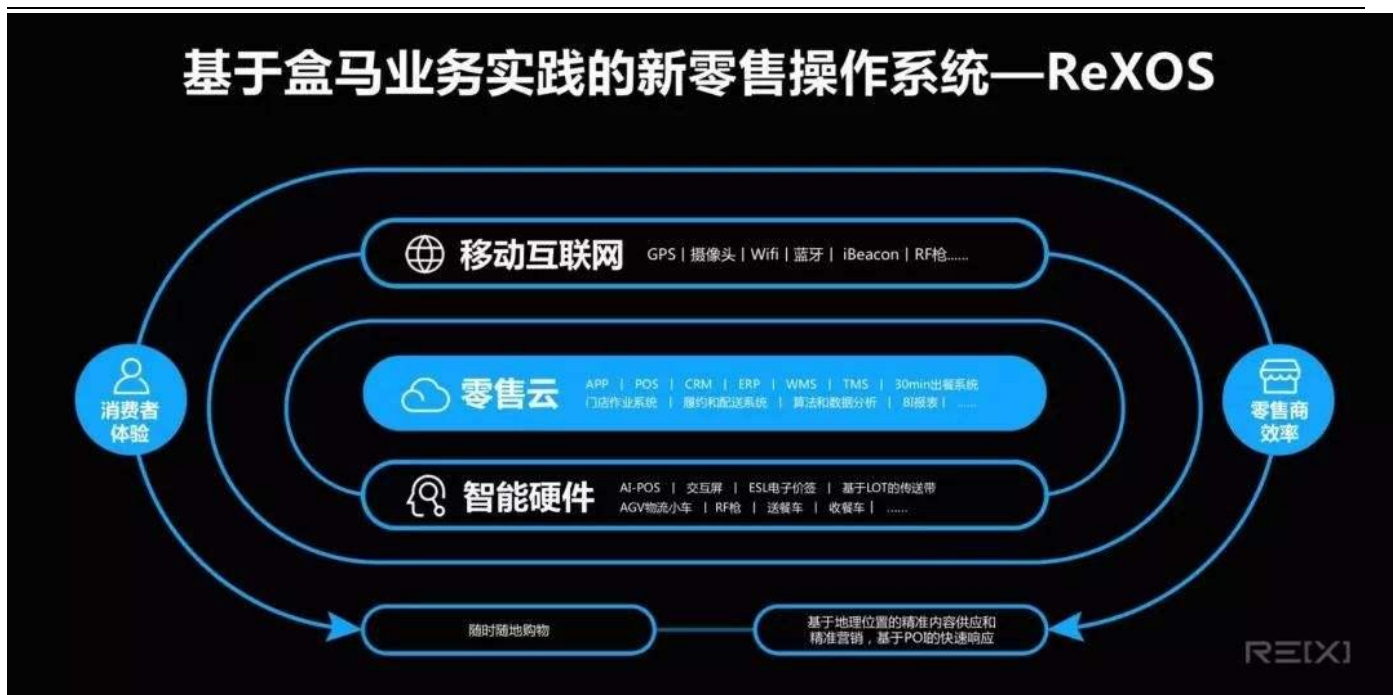 基于盒马业务实践的新零售操作系统—ReXOS
移动互联网 GPS | 摄像头 | Wifi | 蓝牙 | iBeacon | RF枪......
消费者
体验
零售云
APP | POS | CRM | ERP | WMS | TMS | 30min出餐系统
门店作业系统 | 履约和配送系统 | 算法和数据分析 | BI报表 | ......
零售商
效率
智能硬件
AI-POS | 交互屏 | ESL电子价签 | 基于LOT的传送带
AGV物流小车 | RF枪 | 送餐车 | 收餐车 | ......
随时随地购物
基于地理位置的精准内容供应和
精准营销，基于POI的快速响应
RE[X]